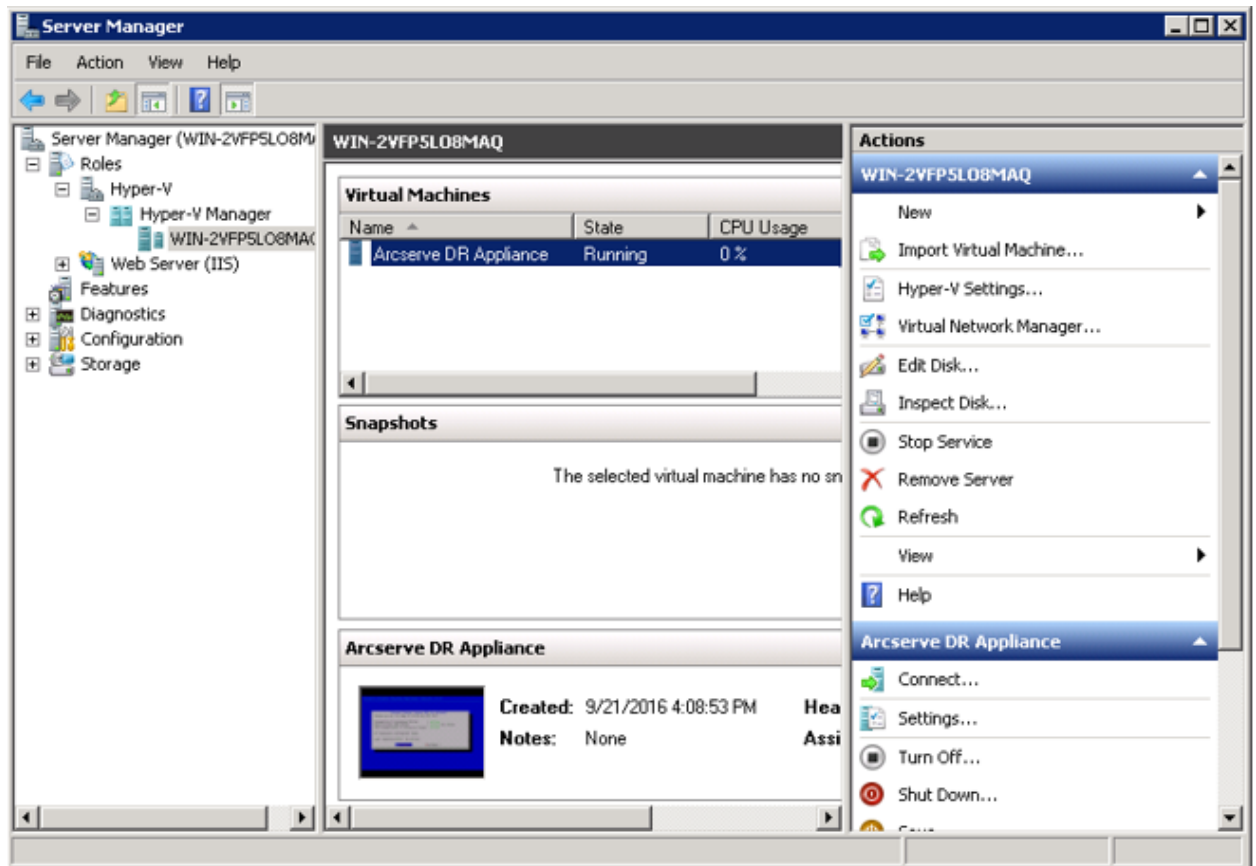 Server Manager
File Action View Help
Server Manager (WIN-2VFP5LO8M
Roles
Hyper-V
Hyper-V Manager
WIN-2VFP5LO8MAC
Web Server (IIS)
Features
Diagnostics
Configuration
Storage
WIN-2VFP5LO8MAQ
Virtual Machines
Name State CPU Usage
Arcserve DR Appliance Running 0 %
Snapshots
The selected virtual machine has no sn
Arcserve DR Appliance
Created: 9/21/2016 4:08:53 PM Hea
Notes: None Assi
Actions
WIN-2VFP5LO8MAQ
New
Import Virtual Machine...
Hyper-V Settings...
Virtual Network Manager...
Edit Disk...
Inspect Disk...
Stop Service
Remove Server
Refresh
View
Help
Arcserve DR Appliance
Connect...
Settings...
Turn Off...
Shut Down...